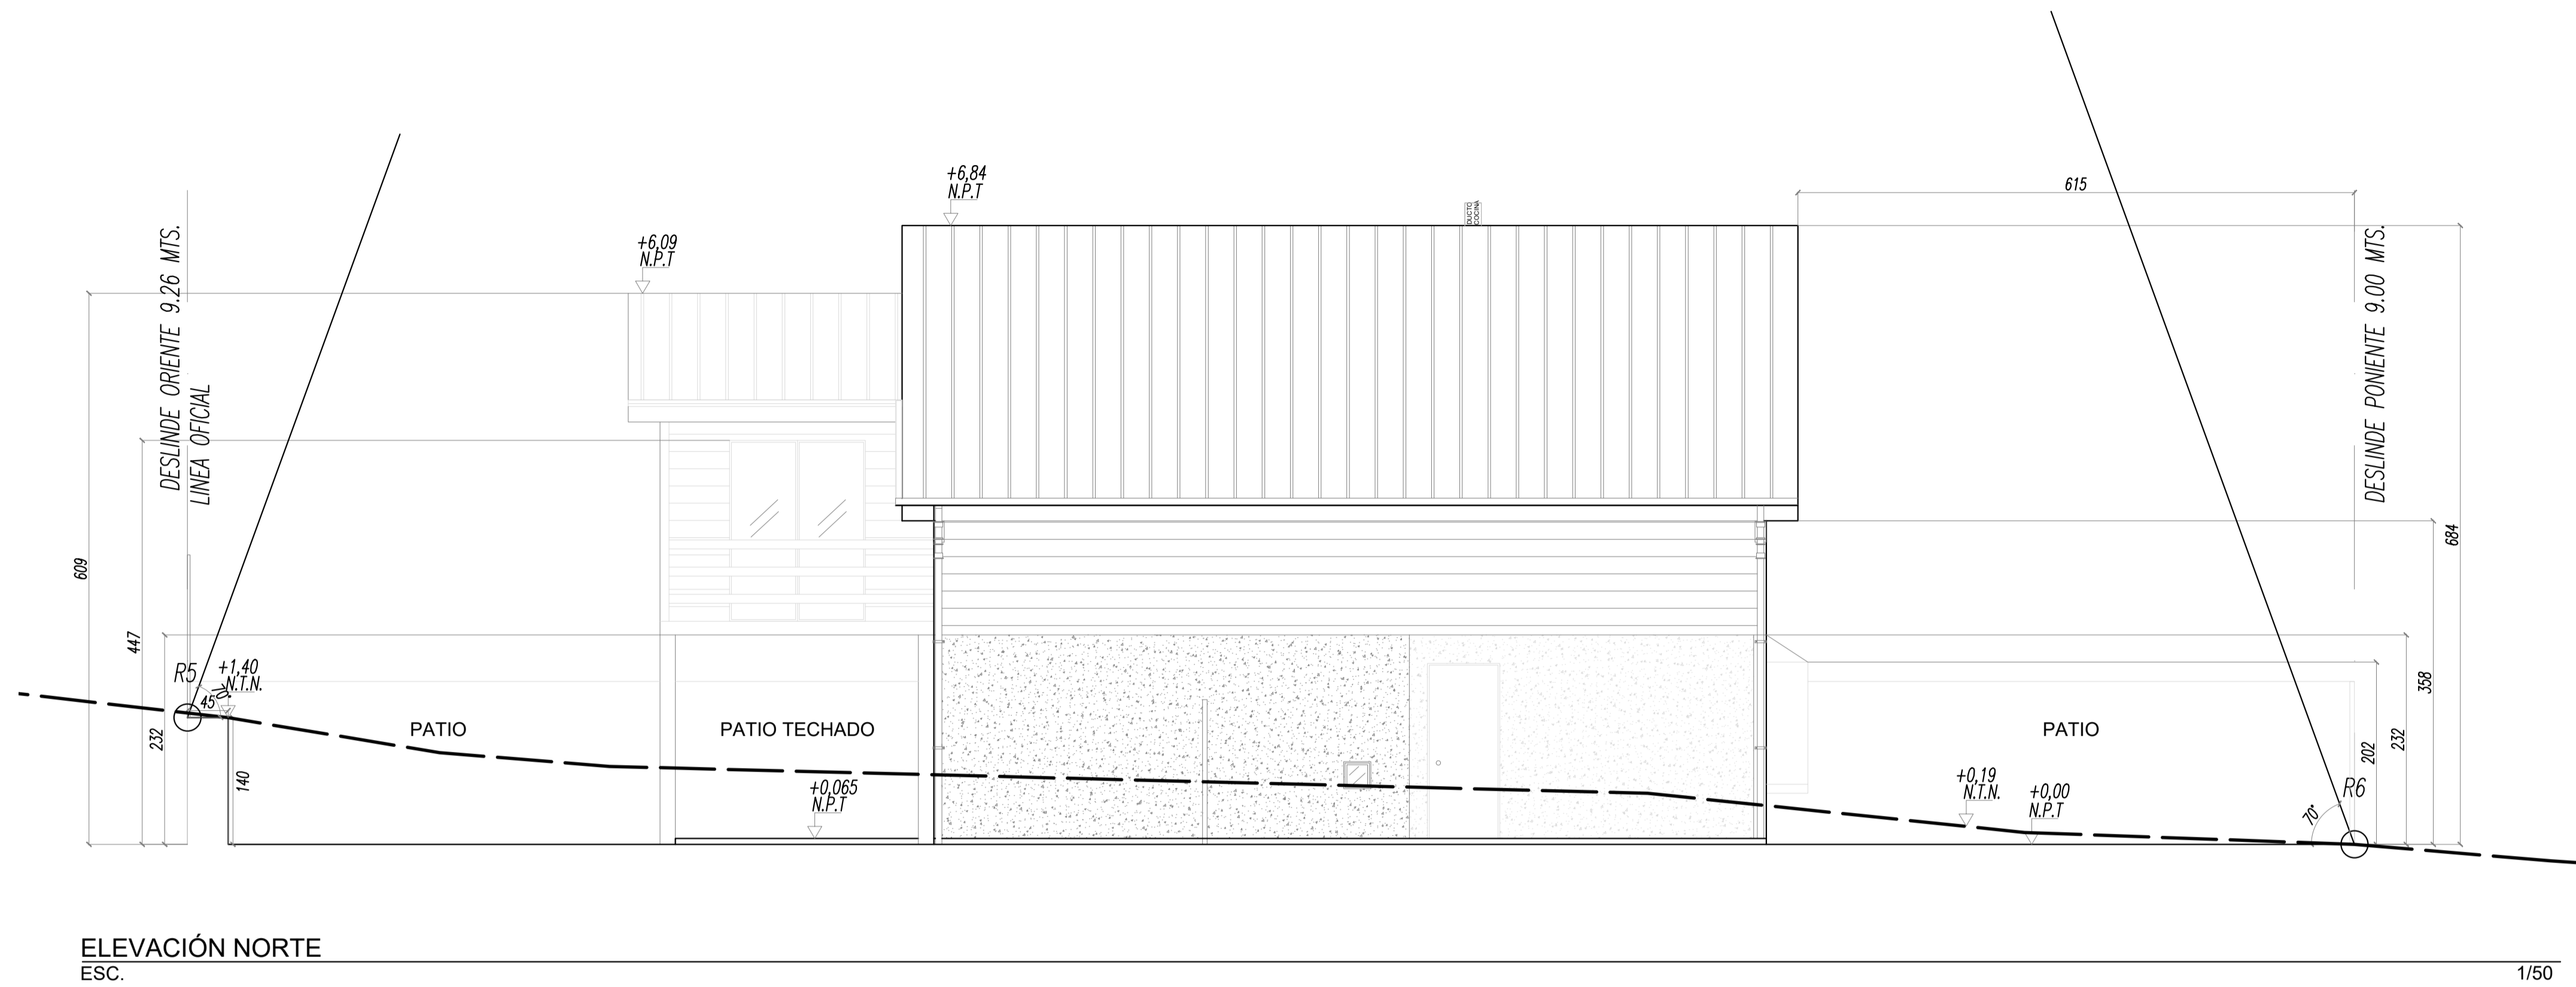 +6,84
N.P.T
615
DUCTO
COCINA
+6,09
N.P.T
DESLINDE ORIENTE 9.26 MTS.
LINEA OFICIAL
DESLINDE PONIENTE 9.00 MTS.
609
447
232
684
358
232
202
R5
+1,40
N.T.N.
70°
45
140
PATIO
PATIO TECHADO
+0,065
N.P.T
PATIO
+0,19
N.T.N.
+0,00
N.P.T
70°
R6
ELEVACIÓN NORTE
ESC.
1/50